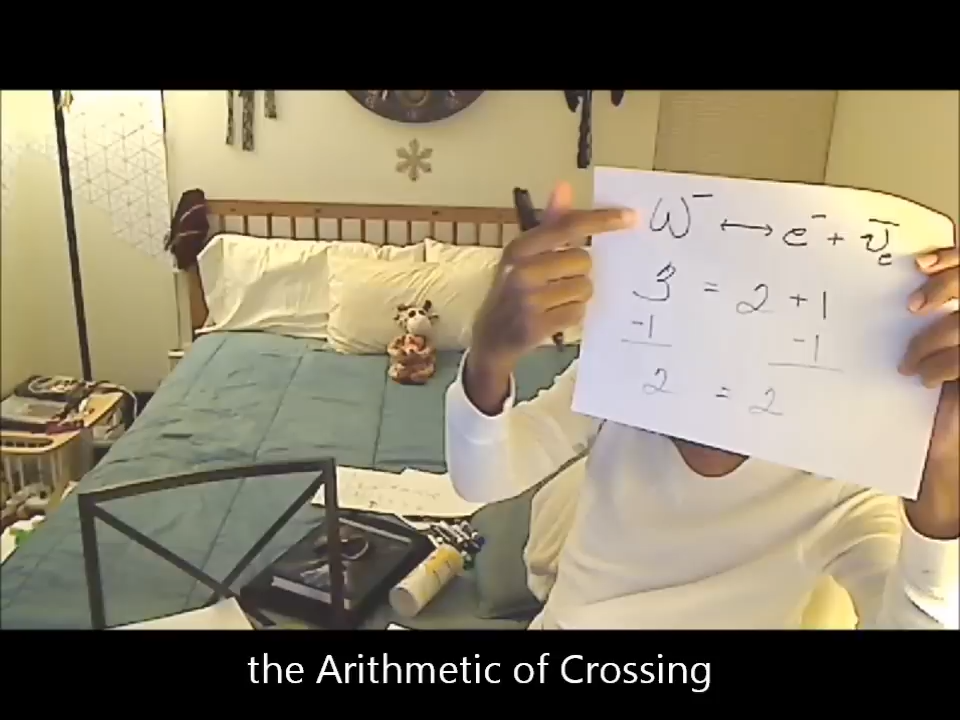 W⁻ ↔ e⁻ + ν̅ₑ
3 = 2 + 1
-1 -1
2 = 2
the Arithmetic of Crossing